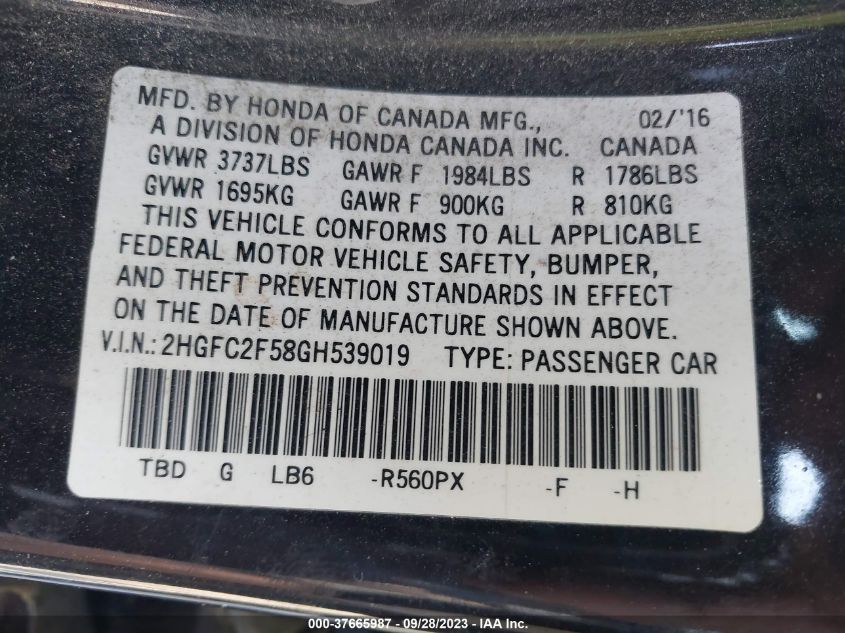 MFD. BY HONDA OF CANADA MFG., 02/'16
A DIVISION OF HONDA CANADA INC. CANADA
GVWR 3737LBS GAWR F 1984LBS R 1786LBS
GVWR 1695KG GAWR F 900KG R 810KG
THIS VEHICLE CONFORMS TO ALL APPLICABLE
FEDERAL MOTOR VEHICLE SAFETY, BUMPER,
AND THEFT PREVENTION STANDARDS IN EFFECT
ON THE DATE OF MANUFACTURE SHOWN ABOVE.
V.I.N.: 2HGFC2F58GH539019 TYPE: PASSENGER CAR
TBD G LB6 -R560PX -F -H
000-37665987 - 09/28/2023 - IAA Inc.